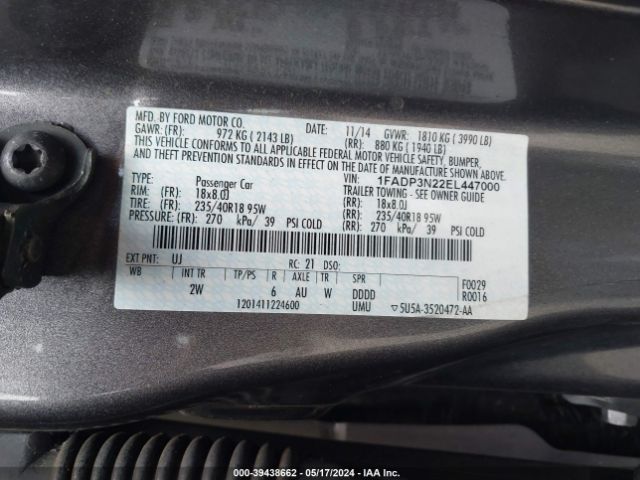 MFD. BY FORD MOTOR CO.
DATE: 11/14 GVWR: 1810 KG ( 3990 LB)
GAWR: (FR): 972 KG ( 2143 LB) (RR): 880 KG ( 1940 LB)
THIS VEHICLE CONFORMS TO ALL APPLICABLE FEDERAL MOTOR VEHICLE SAFETY, BUMPER,
AND THEFT PREVENTION STANDARDS IN EFFECT ON THE DATE OF MANUFACTURE SHOWN ABOVE.
VIN: 1FADP3N22EL447000
TYPE: Passenger Car TRAILER TOWING - SEE OWNER GUIDE
RIM: (FR): 18x8.0J (RR): 18x8.0J
TIRE: (FR): 235/40R18 95W (RR): 235/40R18 95W
PRESSURE: (FR): 270 kPa/ 39 PSI COLD (RR): 270 kPa/ 39 PSI COLD
EXT PNT: UJ RC: 21 DSO:
WB INT TR TP/PS R AXLE TR SPR
2W 6 AU W DDDD
F0029
R0016
1201411224600 UMU ▽5U5A-3520472-AA
000-39438662 - 05/17/2024 - IAA Inc.